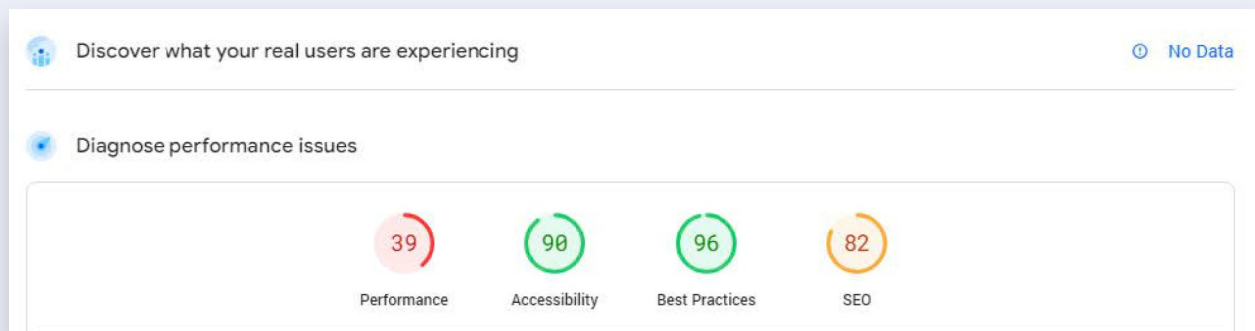 Discover what your real users are experiencing
No Data
Diagnose performance issues
39 90 96 82
Performance Accessibility Best Practices SEO